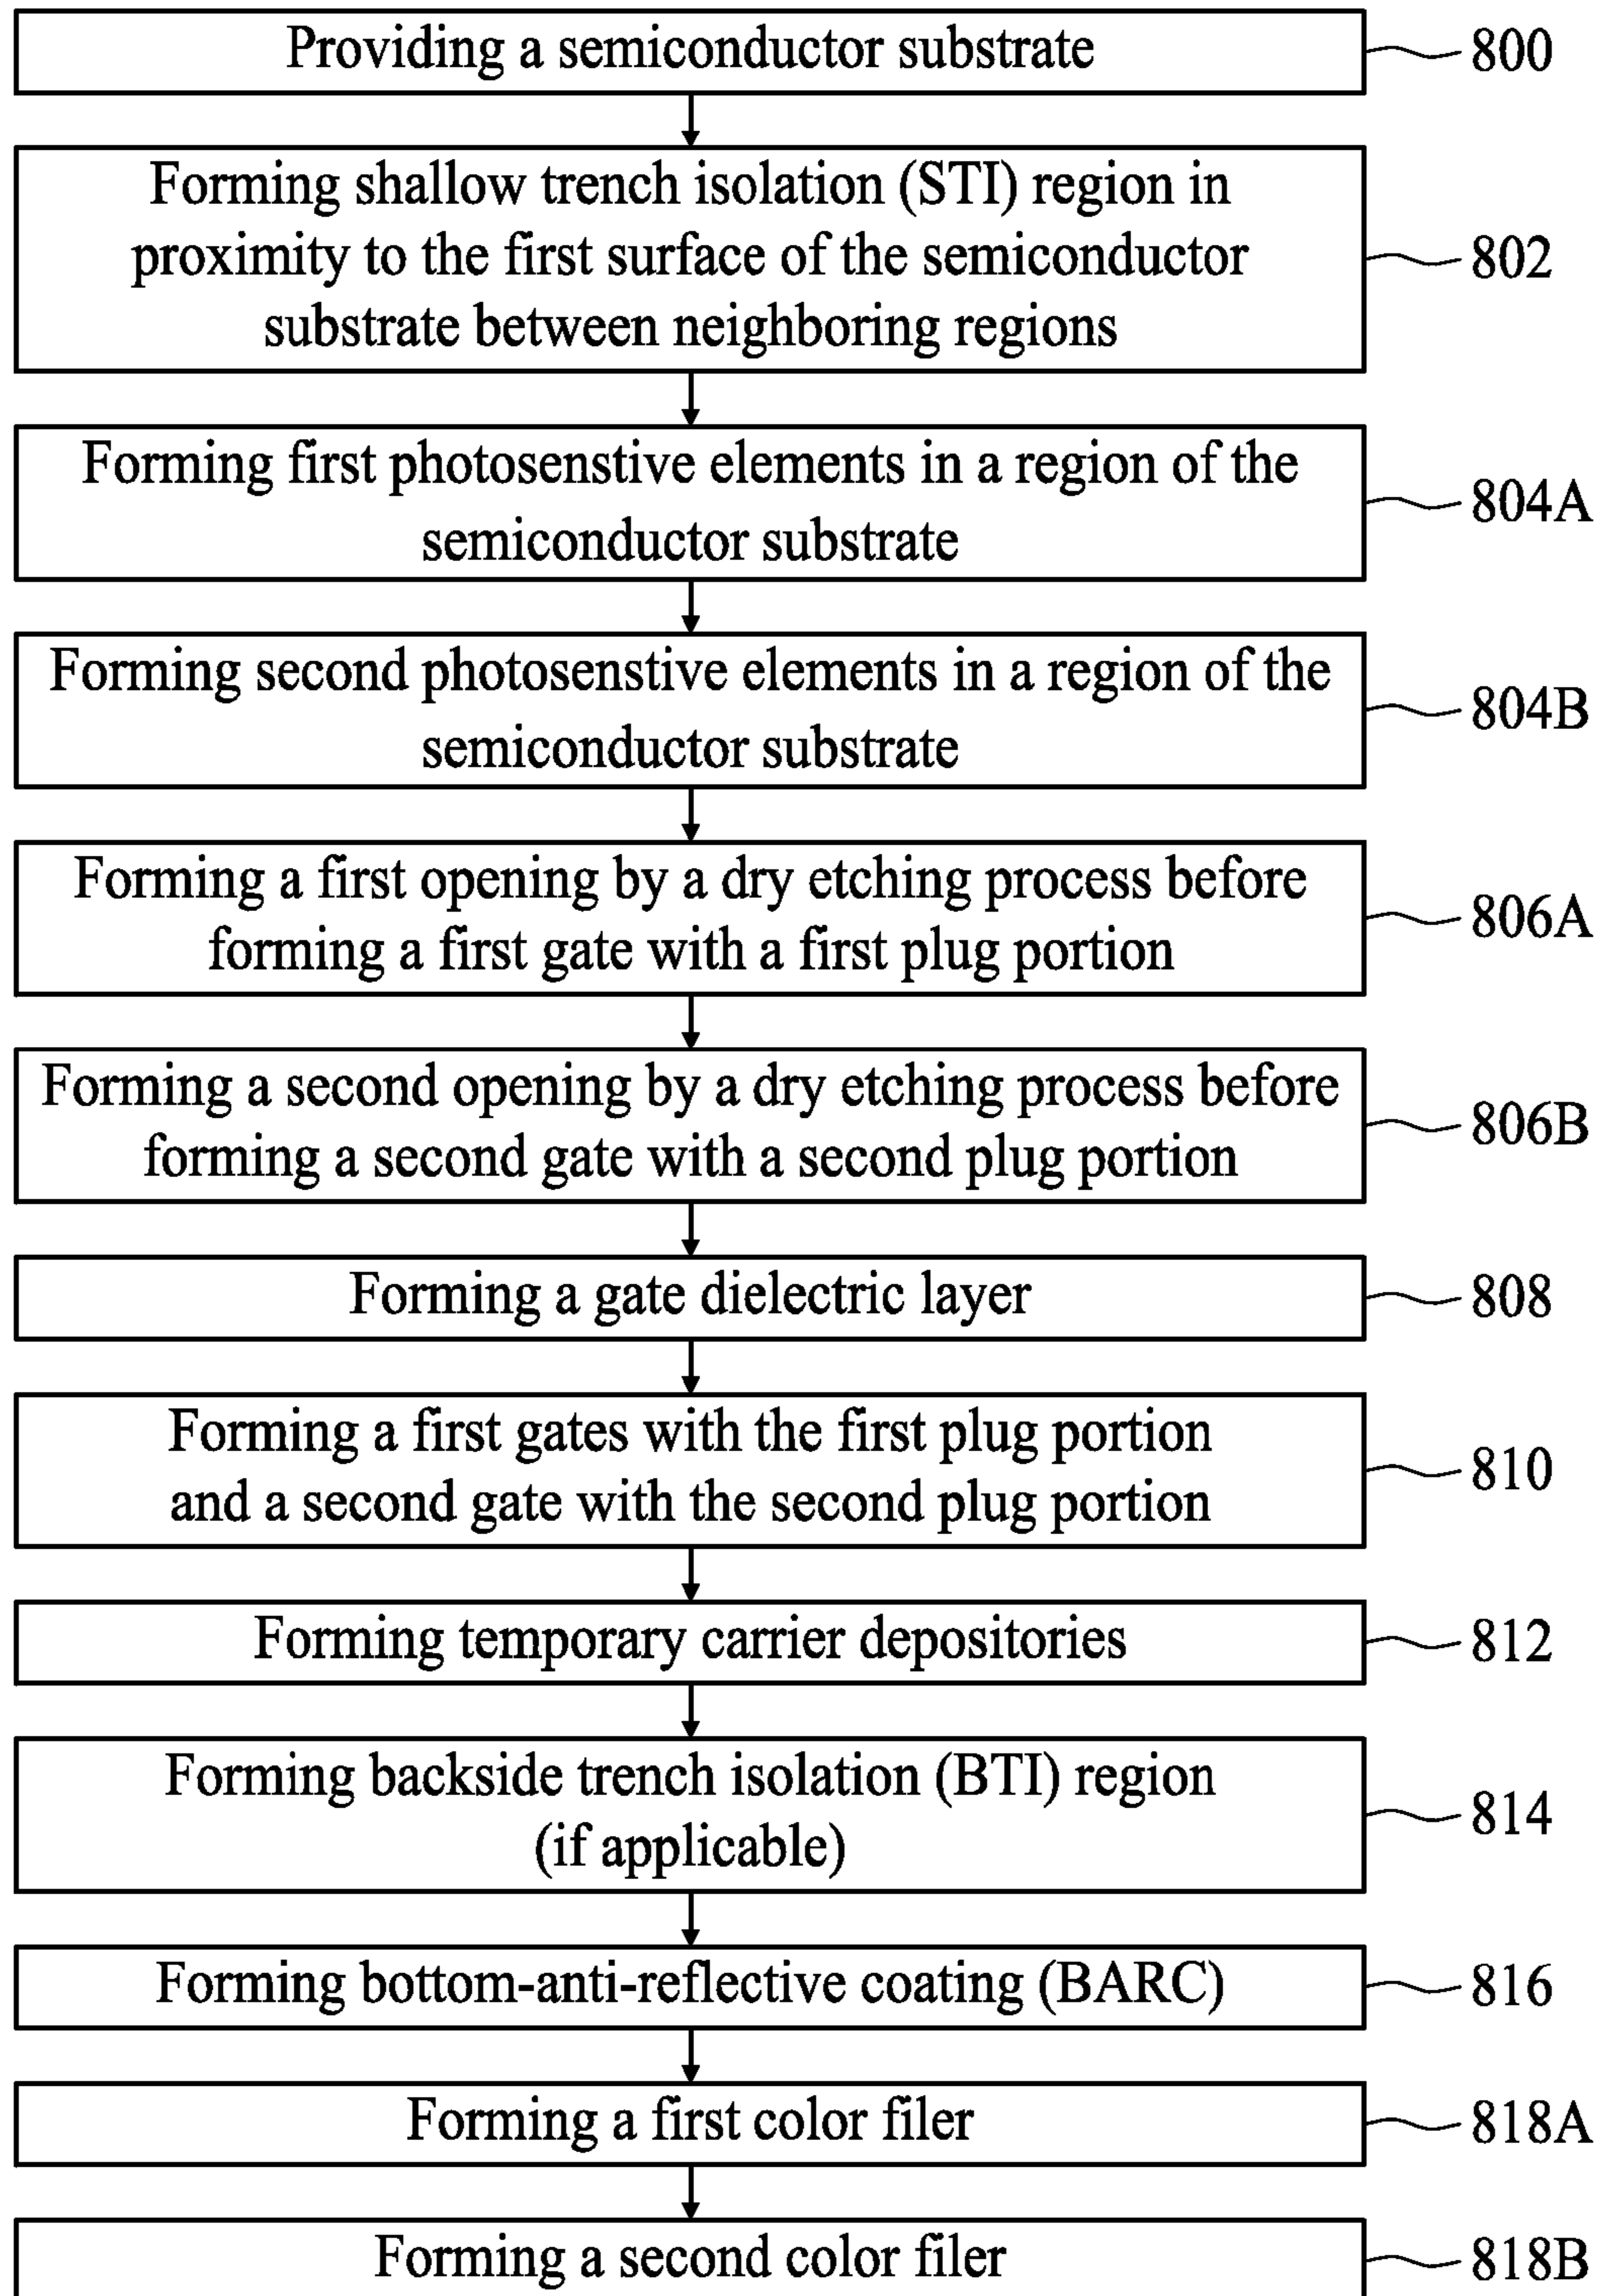 Providing a semiconductor substrate
800
Forming shallow trench isolation (STI) region in
proximity to the first surface of the semiconductor
substrate between neighboring regions
802
Forming first photosenstive elements in a region of the
semiconductor substrate
804A
Forming second photosenstive elements in a region of the
semiconductor substrate
804B
Forming a first opening by a dry etching process before
forming a first gate with a first plug portion
806A
Forming a second opening by a dry etching process before
forming a second gate with a second plug portion
806B
Forming a gate dielectric layer
808
Forming a first gates with the first plug portion
and a second gate with the second plug portion
810
Forming temporary carrier depositories
812
Forming backside trench isolation (BTI) region
(if applicable)
814
Forming bottom-anti-reflective coating (BARC)
816
Forming a first color filer
818A
Forming a second color filer
818B